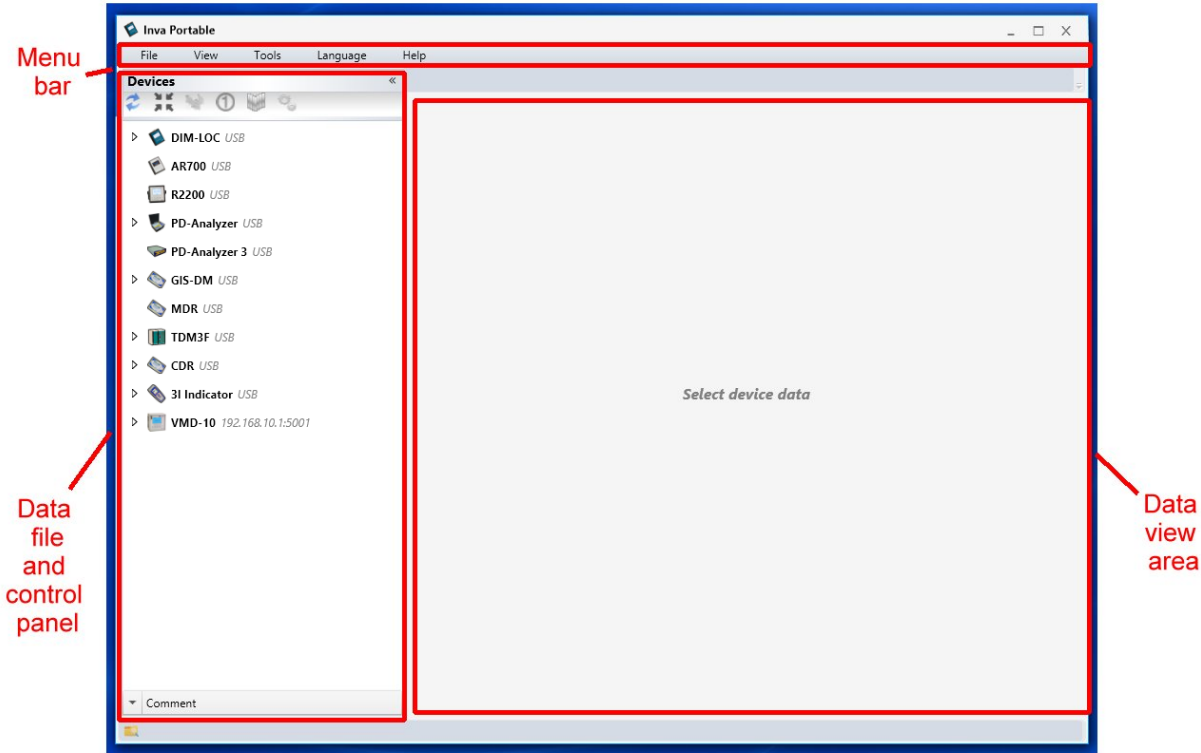 Inva Portable
Menu
bar
File View Tools Language Help
Devices
1
DIM-LOC USB
AR700 USB
R2200 USB
PD-Analyzer USB
PD-Analyzer 3 USB
GIS-DM USB
MDR USB
TDM3F USB
CDR USB
3I Indicator USB
VMD-10 192.168.10.1:5001
Select device data
Data
file
and
control
panel
Data
view
area
Comment